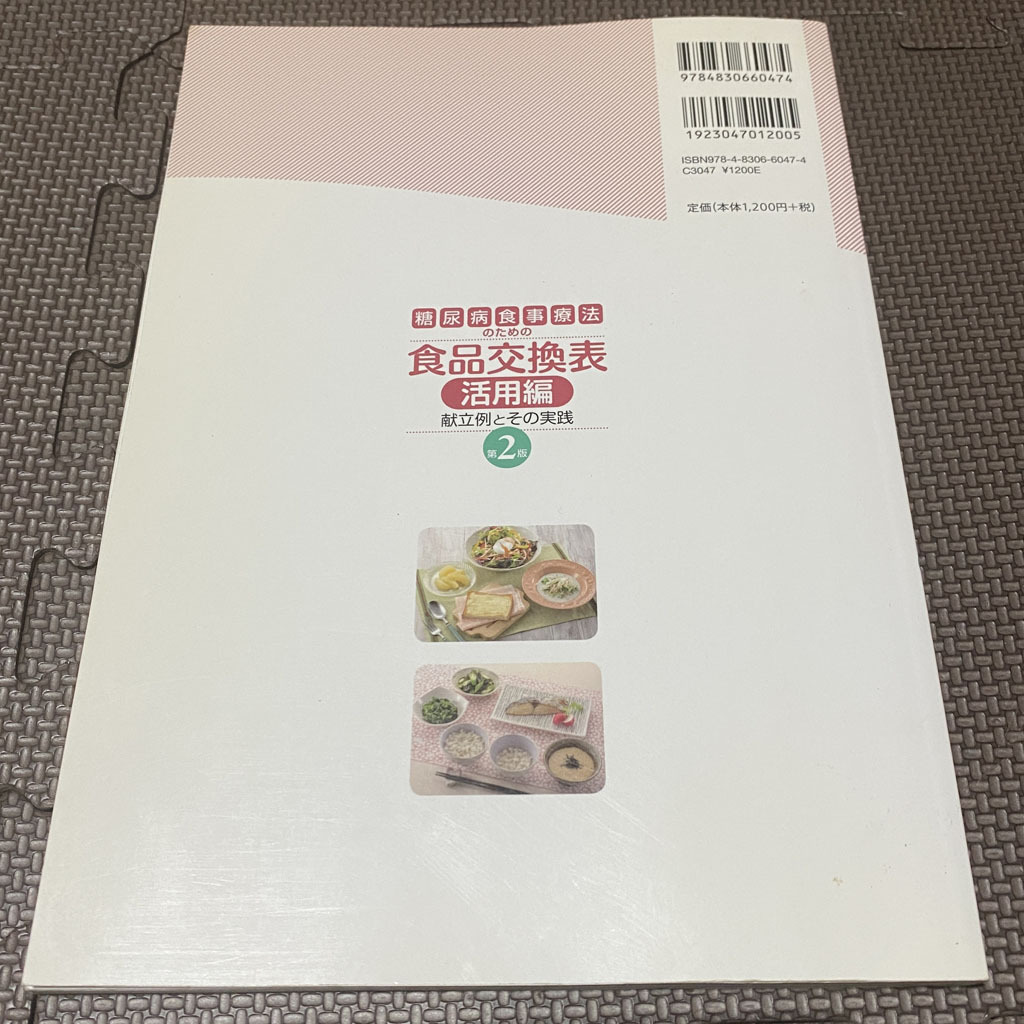 9784830660474
1923047012005
ISBN978-4-8306-6047-4
C3047 ¥1200E
定価(本体1,200円+税)
糖尿病食事療法
のための
食品交換表
活用編
献立例とその実践
第2版